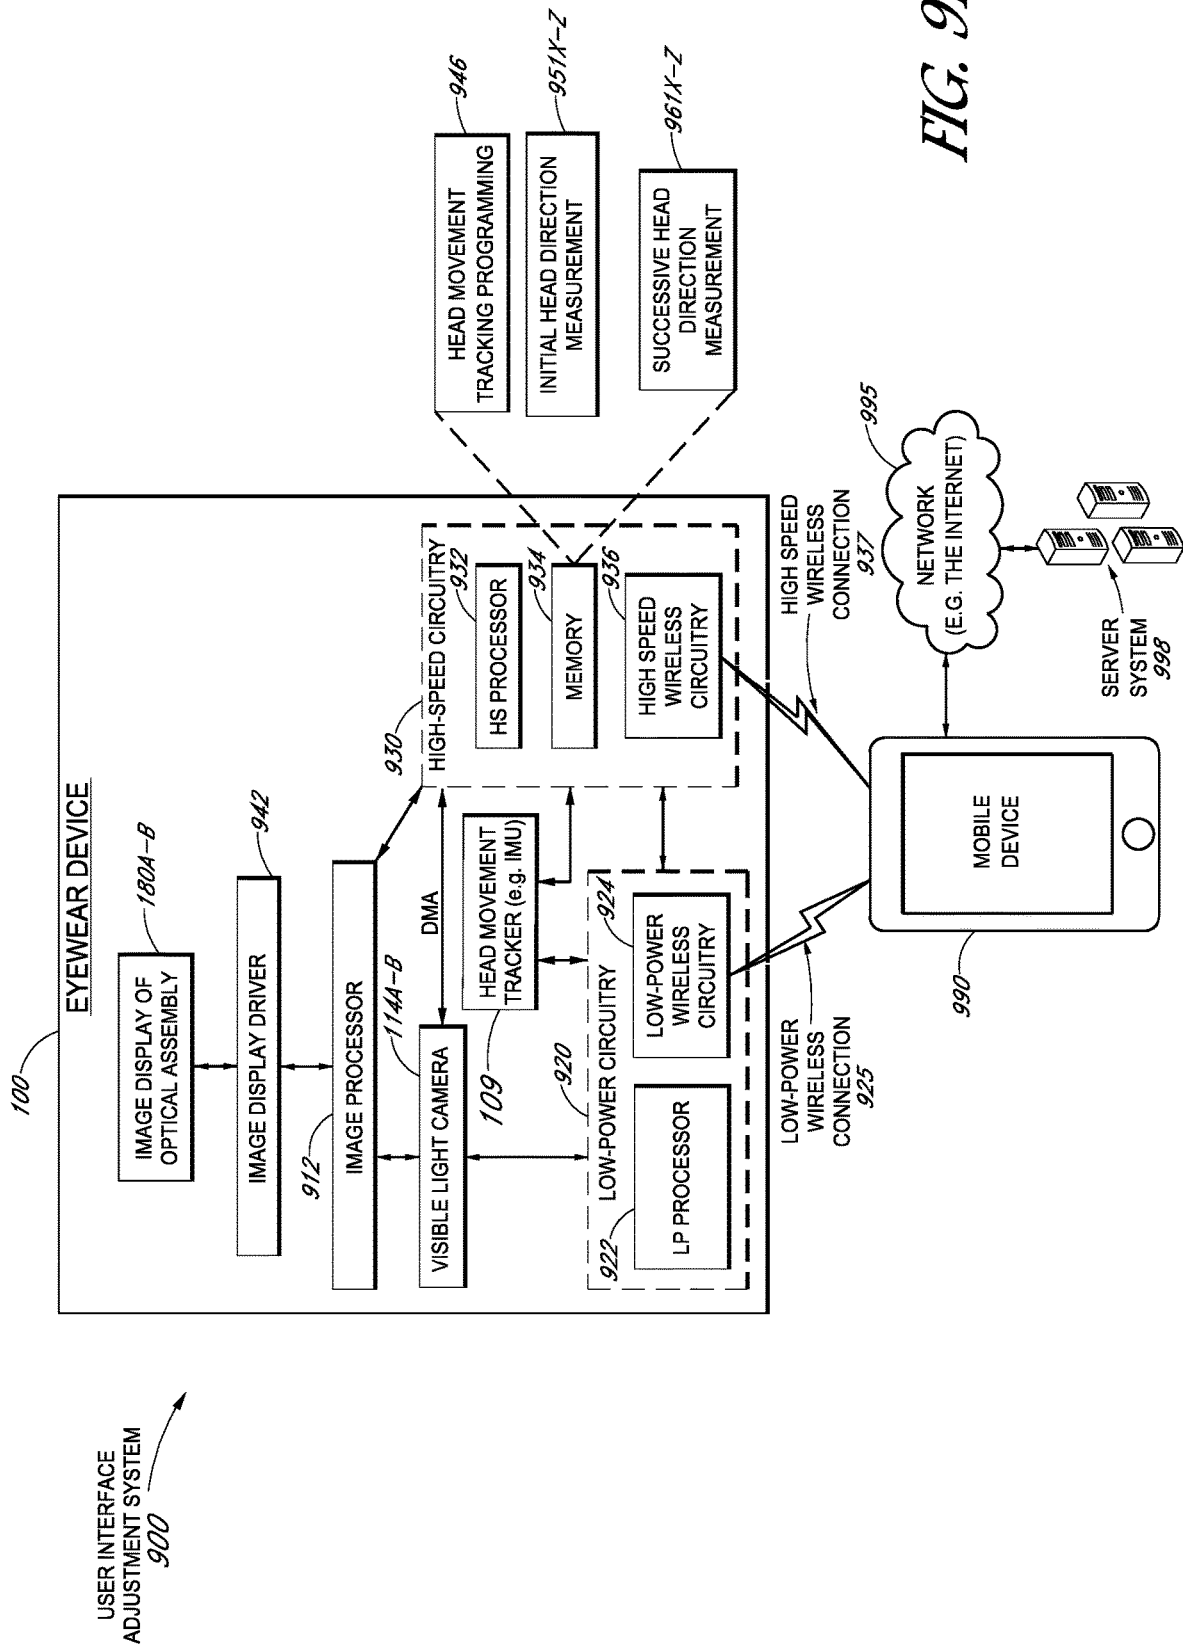 USER INTERFACE
ADJUSTMENT SYSTEM
900
100
EYEWEAR DEVICE
IMAGE DISPLAY OF
OPTICAL ASSEMBLY
180A-B
IMAGE DISPLAY DRIVER
942
912
IMAGE PROCESSOR
VISIBLE LIGHT CAMERA
114A-B
DMA
109
HEAD MOVEMENT
TRACKER (e.g. IMU)
930
HIGH-SPEED CIRCUITRY
932
HS PROCESSOR
934
MEMORY
936
HIGH SPEED
WIRELESS
CIRCUITRY
LOW-POWER CIRCUITRY
920
922
LP PROCESSOR
924
LOW-POWER
WIRELESS
CIRCUITRY
HEAD MOVEMENT
TRACKING PROGRAMMING
946
INITIAL HEAD DIRECTION
MEASUREMENT
951X-Z
SUCCESSIVE HEAD
DIRECTION
MEASUREMENT
961X-Z
LOW-POWER
WIRELESS
CONNECTION
925
HIGH SPEED
WIRELESS
CONNECTION
937
990
MOBILE
DEVICE
NETWORK
(E.G. THE INTERNET)
995
SERVER
SYSTEM
998
FIG. 9